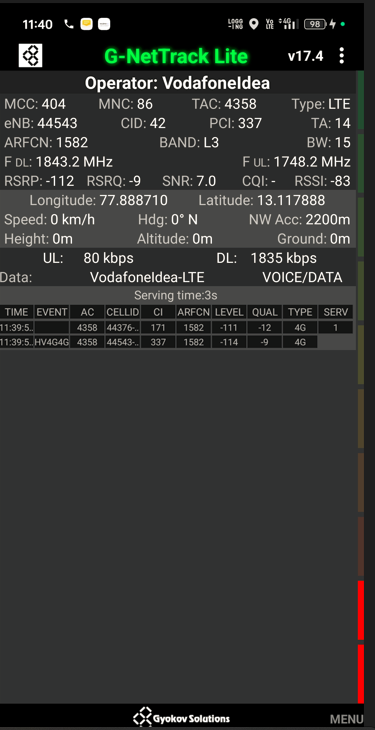 11:40 LOGGING VoLTE 4G 98
G-NetTrack Lite v17.4
Operator: VodafoneIdea
MCC: 404 MNC: 86 TAC: 4358 Type: LTE
eNB: 44543 CID: 42 PCI: 337 TA: 14
ARFCN: 1582 BAND: L3 BW: 15
F DL: 1843.2 MHz F UL: 1748.2 MHz
RSRP: -112 RSRQ: -9 SNR: 7.0 CQI: - RSSI: -83
Longitude: 77.888710 Latitude: 13.117888
Speed: 0 km/h Hdg: 0° N NW Acc: 2200m
Height: 0m Altitude: 0m Ground: 0m
UL: 80 kbps DL: 1835 kbps
Data: VodafoneIdea-LTE VOICE/DATA
Serving time:3s
TIME EVENT AC CELLID CI ARFCN LEVEL QUAL TYPE SERV
11:39:5.. 4358 44376-.. 171 1582 -111 -12 4G 1
11:39:5.. HV4G4G 4358 44543-.. 337 1582 -114 -9 4G
Gyokov Solutions MENU